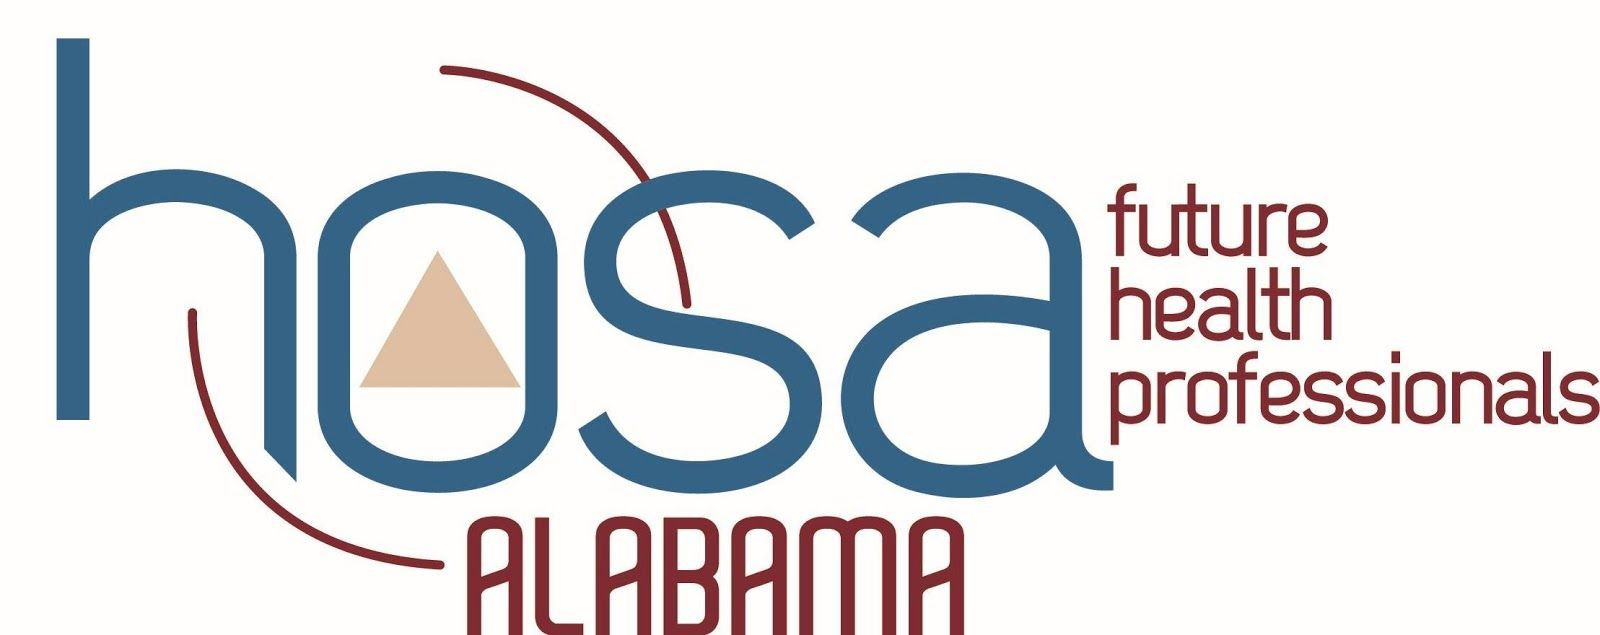 hosa
future
health
professionals
ALABAMA